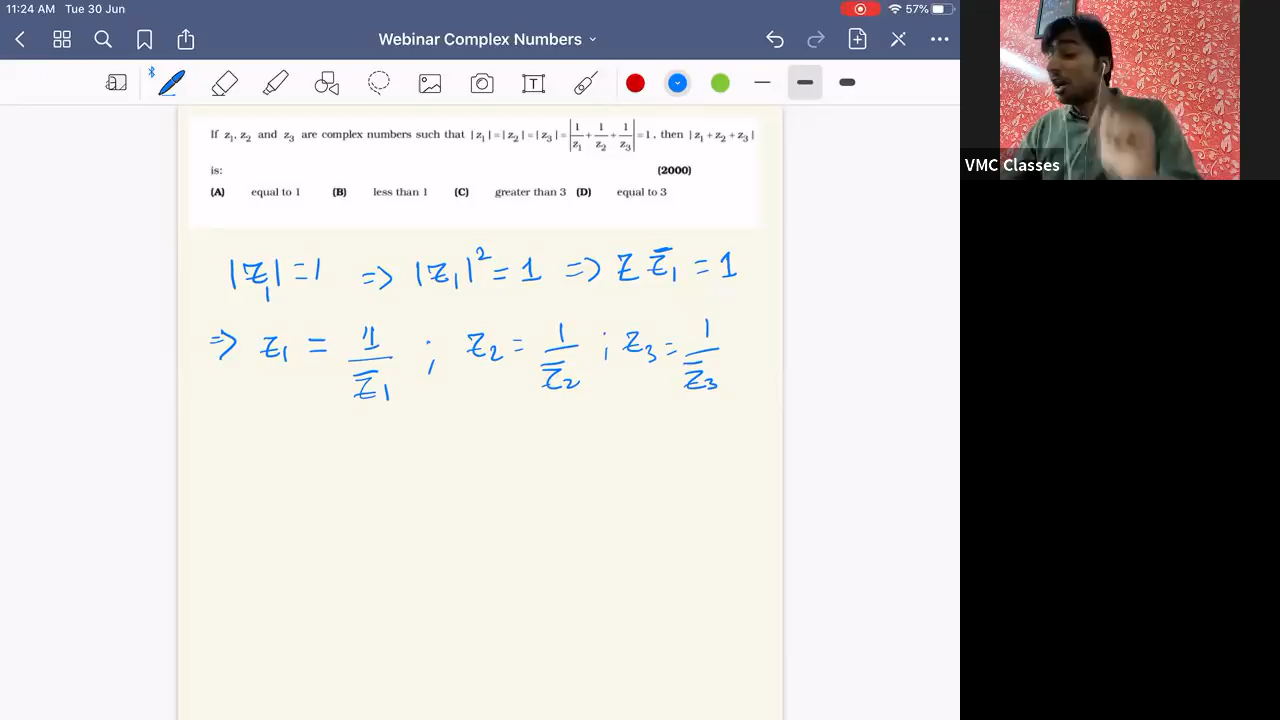 11:24 AM Tue 30 Jun
57%
Webinar Complex Numbers
If z₁, z₂ and z₃ are complex numbers such that |z₁| = |z₂| = |z₃| = |1/z₁ + 1/z₂ + 1/z₃| = 1, then |z₁ + z₂ + z₃|
is: (2000)
(A) equal to 1 (B) less than 1 (C) greater than 3 (D) equal to 3
|z₁| = 1 => |z₁|² = 1 => z z̄₁ = 1
=> z₁ = 1/z̄₁ ; z₂ = 1/z̄₂ ; z₃ = 1/z̄₃
VMC Classes